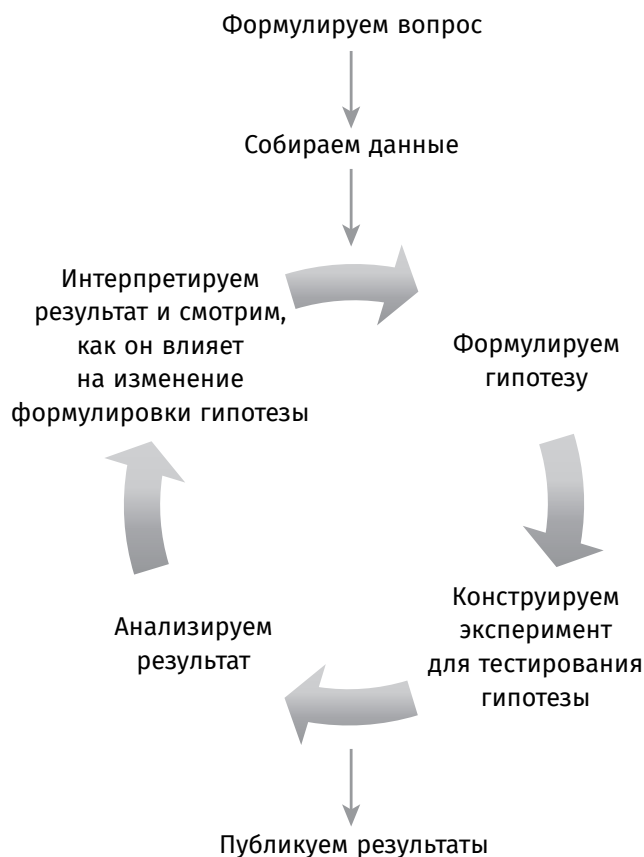 Формулируем вопрос
Собираем данные
Интерпретируем
результат и смотрим,
как он влияет
на изменение
формулировки гипотезы
Формулируем
гипотезу
Конструируем
эксперимент
для тестирования
гипотезы
Анализируем
результат
Публикуем результаты